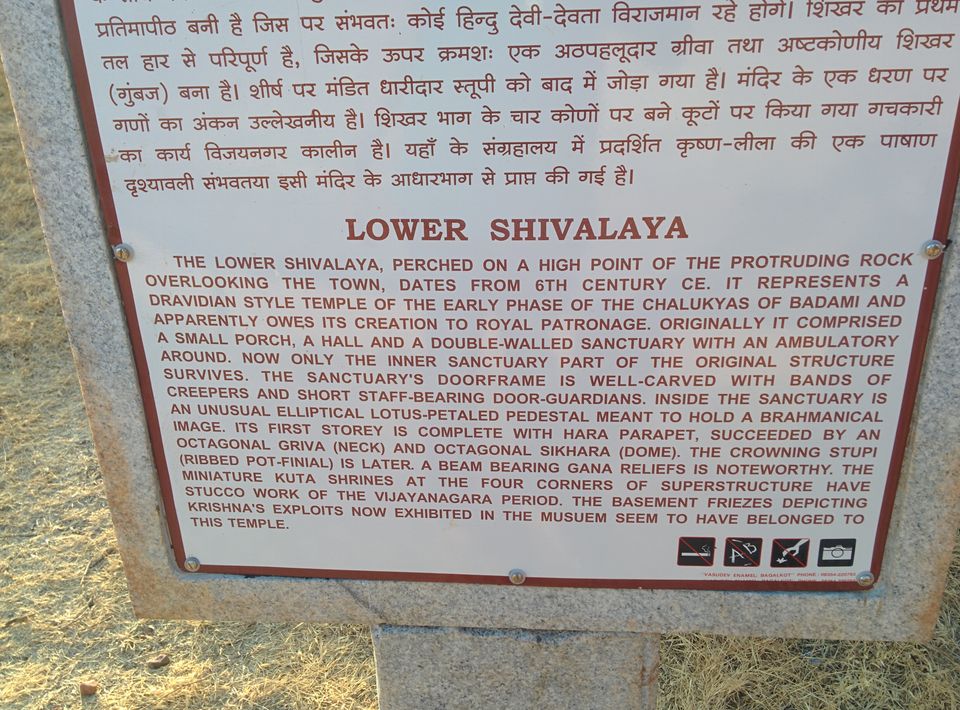 प्रतिमापीठ बनी है जिस पर संभवतः कोई हिन्दु देवी-देवता विराजमान रहे होंगे। शिखर का प्रथम
तल हार से परिपूर्ण है, जिसके ऊपर क्रमशः एक अठपहलूदार ग्रीवा तथा अष्टकोणीय शिखर
(गुंबज) बना है। शीर्ष पर मंडित धारीदार स्तूपी को बाद में जोड़ा गया है। मंदिर के एक धरण पर
गणों का अंकन उल्लेखनीय है। शिखर भाग के चार कोणों पर बने कूटों पर किया गया गचकारी
का कार्य विजयनगर कालीन है। यहाँ के संग्रहालय में प्रदर्शित कृष्ण-लीला की एक पाषाण
दृश्यावली संभवतया इसी मंदिर के आधारभाग से प्राप्त की गई है।
LOWER SHIVALAYA
THE LOWER SHIVALAYA, PERCHED ON A HIGH POINT OF THE PROTRUDING ROCK
OVERLOOKING THE TOWN, DATES FROM 6TH CENTURY CE. IT REPRESENTS A
DRAVIDIAN STYLE TEMPLE OF THE EARLY PHASE OF THE CHALUKYAS OF BADAMI AND
APPARENTLY OWES ITS CREATION TO ROYAL PATRONAGE. ORIGINALLY IT COMPRISED
A SMALL PORCH, A HALL AND A DOUBLE-WALLED SANCTUARY WITH AN AMBULATORY
AROUND. NOW ONLY THE INNER SANCTUARY PART OF THE ORIGINAL STRUCTURE
SURVIVES. THE SANCTUARY'S DOORFRAME IS WELL-CARVED WITH BANDS OF
CREEPERS AND SHORT STAFF-BEARING DOOR-GUARDIANS. INSIDE THE SANCTUARY IS
AN UNUSUAL ELLIPTICAL LOTUS-PETALED PEDESTAL MEANT TO HOLD A BRAHMANICAL
IMAGE. ITS FIRST STOREY IS COMPLETE WITH HARA PARAPET, SUCCEEDED BY AN
OCTAGONAL GRIVA (NECK) AND OCTAGONAL SIKHARA (DOME). THE CROWNING STUPI
(RIBBED POT-FINIAL) IS LATER. A BEAM BEARING GANA RELIEFS IS NOTEWORTHY. THE
MINIATURE KUTA SHRINES AT THE FOUR CORNERS OF SUPERSTRUCTURE HAVE
STUCCO WORK OF THE VIJAYANAGARA PERIOD. THE BASEMENT FRIEZES DEPICTING
KRISHNA'S EXPLOITS NOW EXHIBITED IN THE MUSUEM SEEM TO HAVE BELONGED TO
THIS TEMPLE.
AB
"VASUDEV ENAMEL, BAGALKOT" PHONE